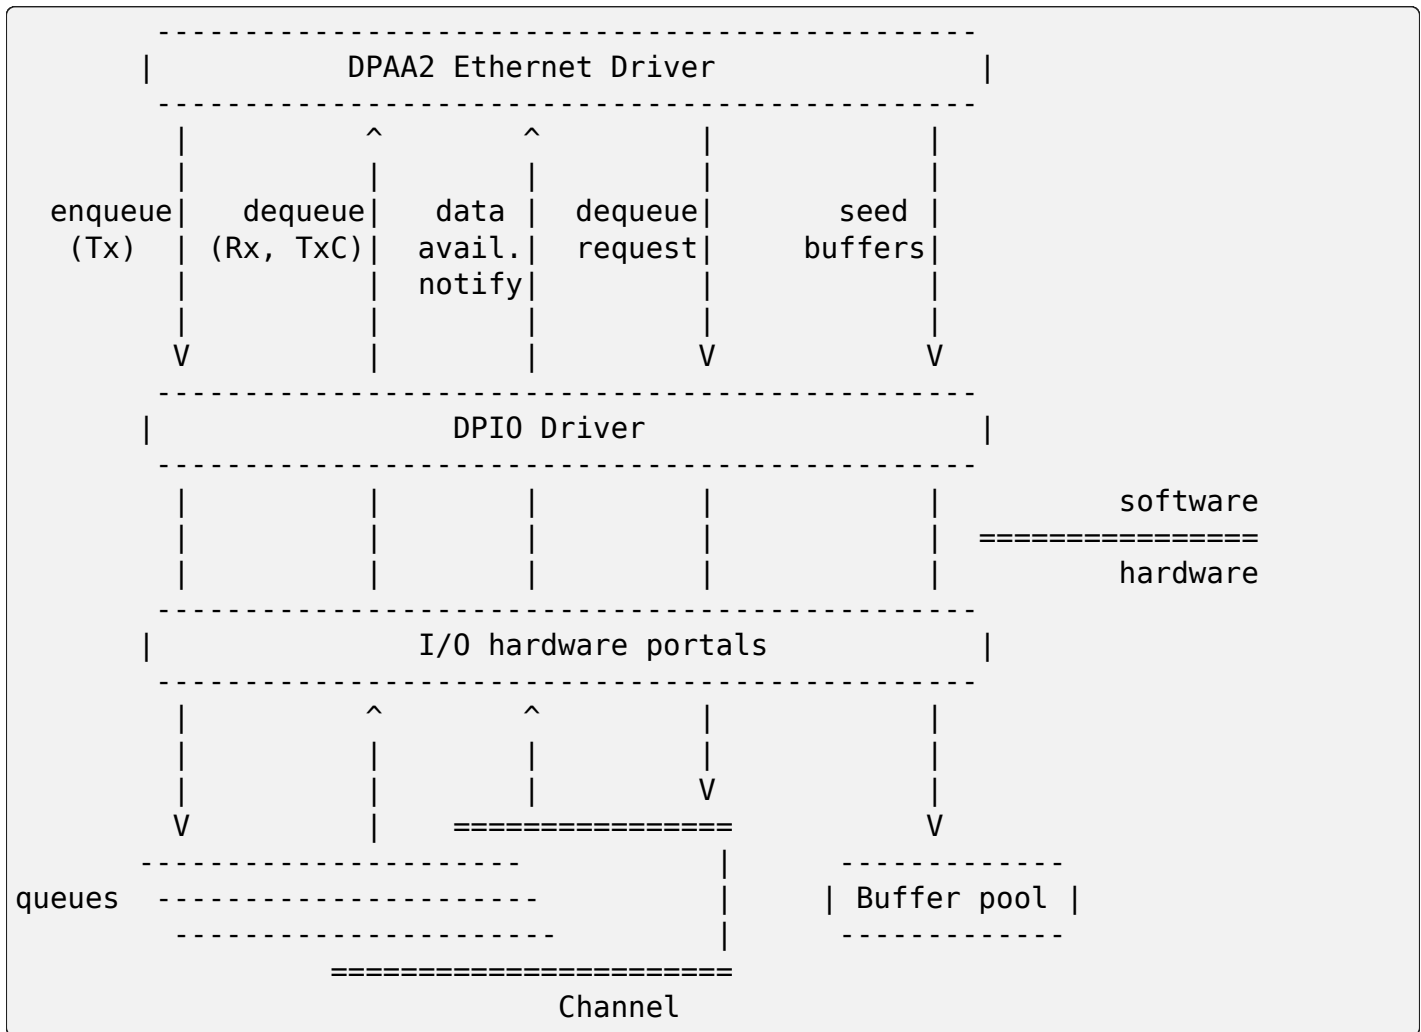 DPAA2 Ethernet Driver
enqueue dequeue data dequeue seed
(Tx) (Rx, TxC) avail. request buffers
notify
DPIO Driver
software
hardware
I/O hardware portals
queues Buffer pool
Channel